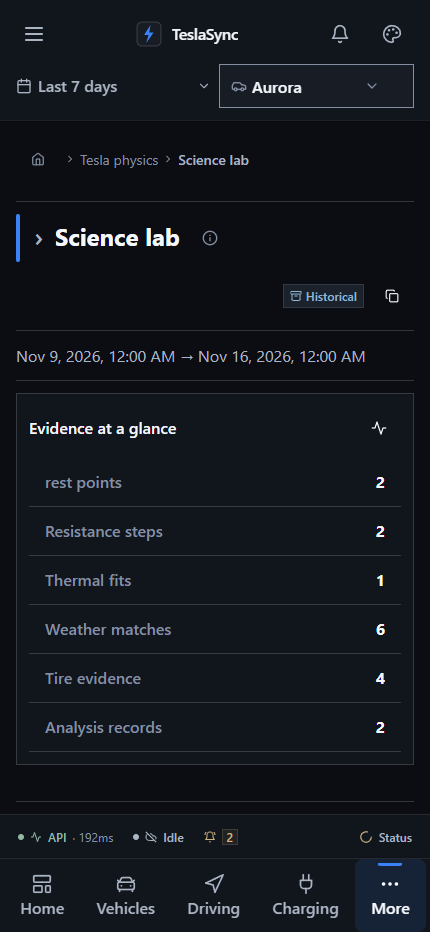 TeslaSync
Last 7 days
Aurora
Tesla physics
Science lab
Science lab
Historical
Nov 9, 2026, 12:00 AM → Nov 16, 2026, 12:00 AM
Evidence at a glance
rest points 2
Resistance steps 2
Thermal fits 1
Weather matches 6
Tire evidence 4
Analysis records 2
API · 192ms Idle 2 Status
Home Vehicles Driving Charging More